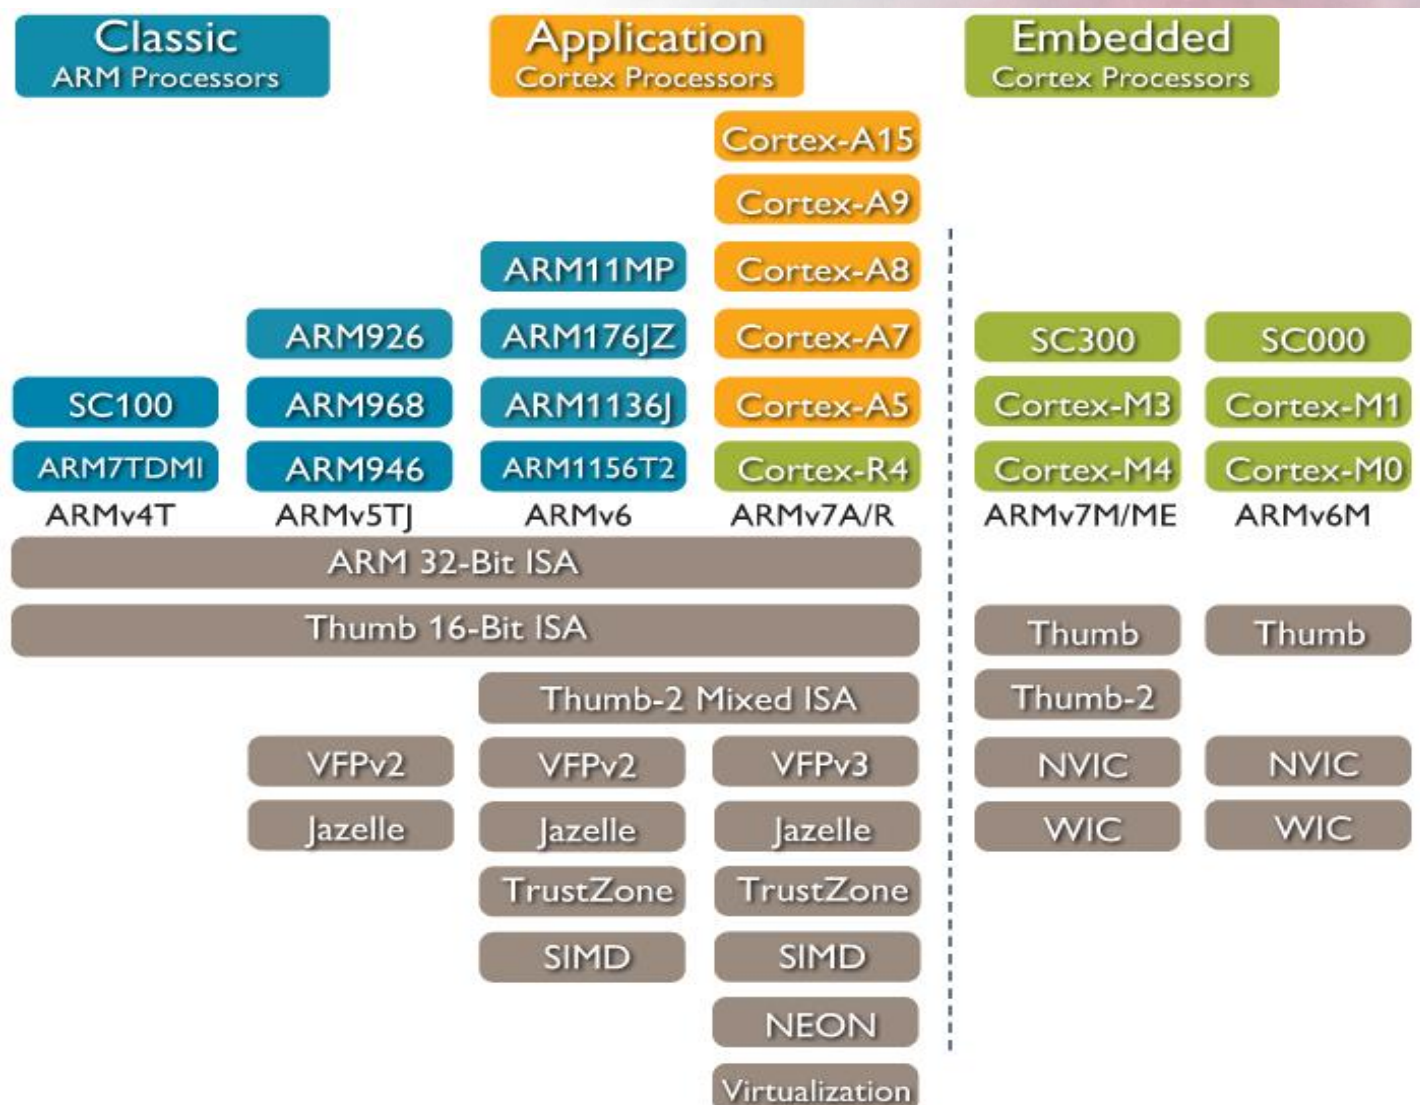 Classic
ARM Processors
Application
Cortex Processors
Embedded
Cortex Processors
Cortex-A15
Cortex-A9
ARM11MP
Cortex-A8
ARM926
ARM176JZ
Cortex-A7
SC300
SC000
SC100
ARM968
ARM1136J
Cortex-A5
Cortex-M3
Cortex-M1
ARM7TDMI
ARM946
ARM1156T2
Cortex-R4
Cortex-M4
Cortex-M0
ARMv4T
ARMv5TJ
ARMv6
ARMv7A/R
ARMv7M/ME
ARMv6M
ARM 32-Bit ISA
Thumb 16-Bit ISA
Thumb
Thumb
Thumb-2 Mixed ISA
Thumb-2
VFPv2
VFPv2
VFPv3
NVIC
NVIC
Jazelle
Jazelle
Jazelle
WIC
WIC
TrustZone
TrustZone
SIMD
SIMD
NEON
Virtualization